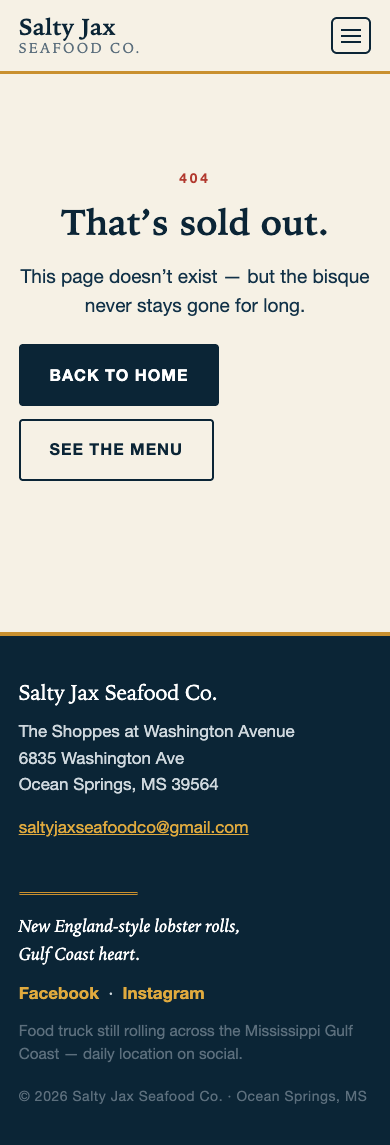 Salty Jax
SEAFOOD CO.
404
That’s sold out.
This page doesn’t exist — but the bisque
never stays gone for long.
BACK TO HOME
SEE THE MENU
Salty Jax Seafood Co.
The Shoppes at Washington Avenue
6835 Washington Ave
Ocean Springs, MS 39564
saltyjaxseafoodco@gmail.com
New England-style lobster rolls,
Gulf Coast heart.
Facebook · Instagram
Food truck still rolling across the Mississippi Gulf
Coast — daily location on social.
© 2026 Salty Jax Seafood Co. · Ocean Springs, MS